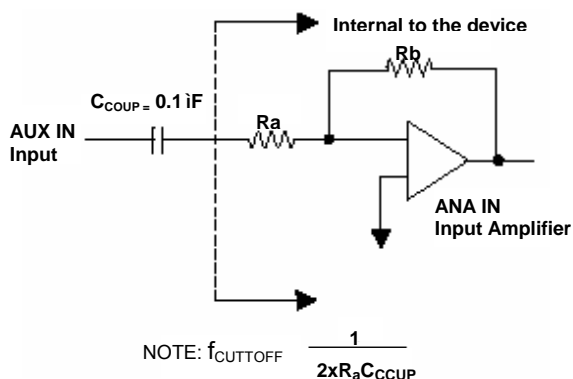 Internal to the device
Rb
CCOUP = 0.1 ìF
Ra
AUX IN
Input
ANA IN
Input Amplifier
NOTE: fCUTTOFF 1
2xRaCCCUP